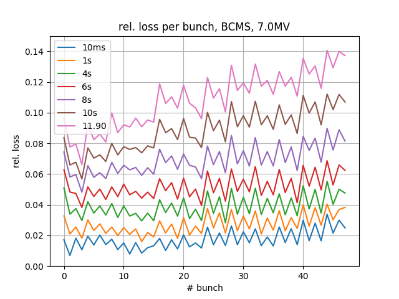 rel. loss per bunch, BCMS, 7.0MV
0.14
0.12
0.10
0.08
0.06
0.04
0.02
0.00
rel. loss
10ms
1s
4s
6s
8s
10s
11.90
0 10 20 30 40
# bunch